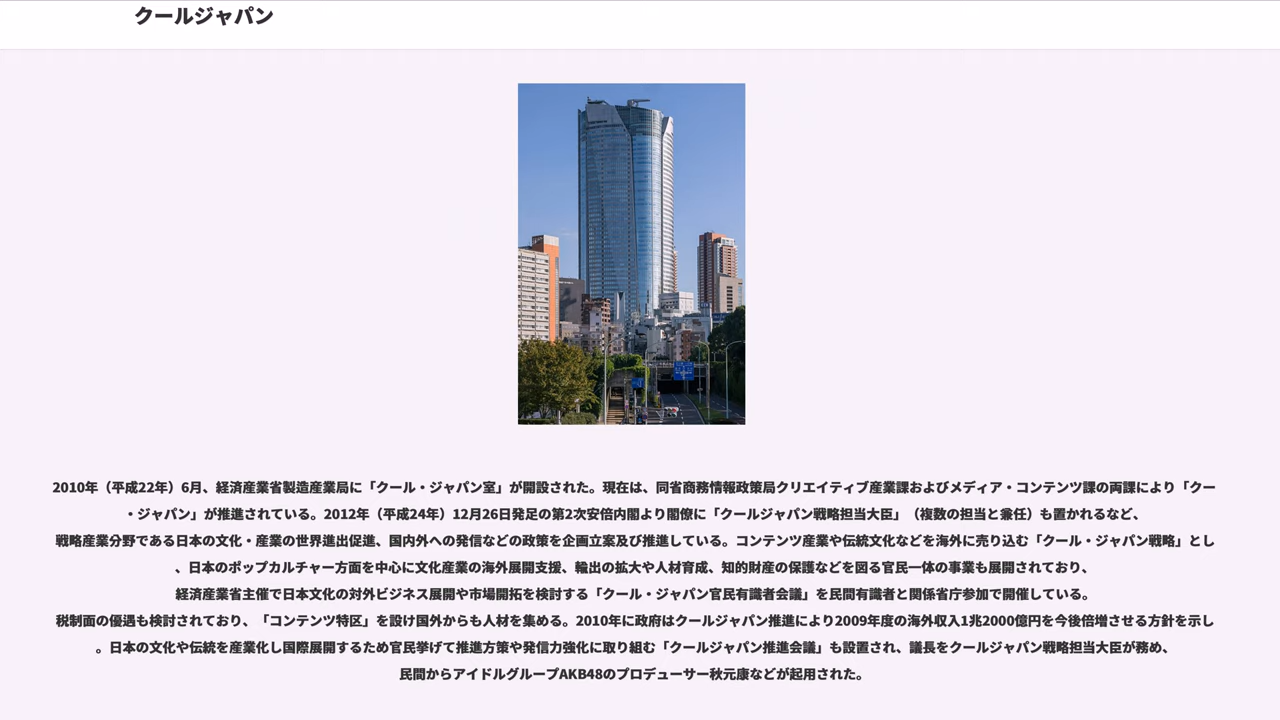 クールジャパン
2010年（平成22年）6月、経済産業省製造産業局に「クール・ジャパン室」が開設された。現在は、同省商務情報政策局クリエイティブ産業課およびメディア・コンテンツ課の両課により「クー
・ジャパン」が推進されている。2012年（平成24年）12月26日発足の第2次安倍内閣より閣僚に「クールジャパン戦略担当大臣」（複数の担当と兼任）も置かれるなど、
戦略産業分野である日本の文化・産業の世界進出促進、国内外への発信などの政策を企画立案及び推進している。コンテンツ産業や伝統文化などを海外に売り込む「クール・ジャパン戦略」とし
、日本のポップカルチャー方面を中心に文化産業の海外展開支援、輸出の拡大や人材育成、知的財産の保護などを図る官民一体の事業も展開されており、
経済産業省主催で日本文化の対外ビジネス展開や市場開拓を検討する「クール・ジャパン官民有識者会議」を民間有識者と関係省庁参加で開催している。
税制面の優遇も検討されており、「コンテンツ特区」を設け国外からも人材を集める。2010年に政府はクールジャパン推進により2009年度の海外収入1兆2000億円を今後倍増させる方針を示し
。日本の文化や伝統を産業化し国際展開するため官民挙げて推進方策や発信力強化に取り組む「クールジャパン推進会議」も設置され、議長をクールジャパン戦略担当大臣が務め、
民間からアイドルグループAKB48のプロデューサー秋元康などが起用された。